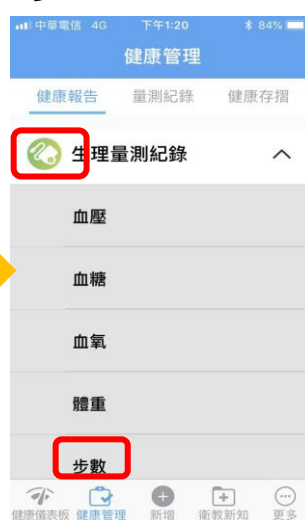 中華電信 4G 下午1:20 84%
健康管理
健康報告 量測紀錄 健康存摺
生理量測紀錄
血壓
血糖
血氧
體重
步數
健康儀表板 健康管理 新增 衛教新知 更多